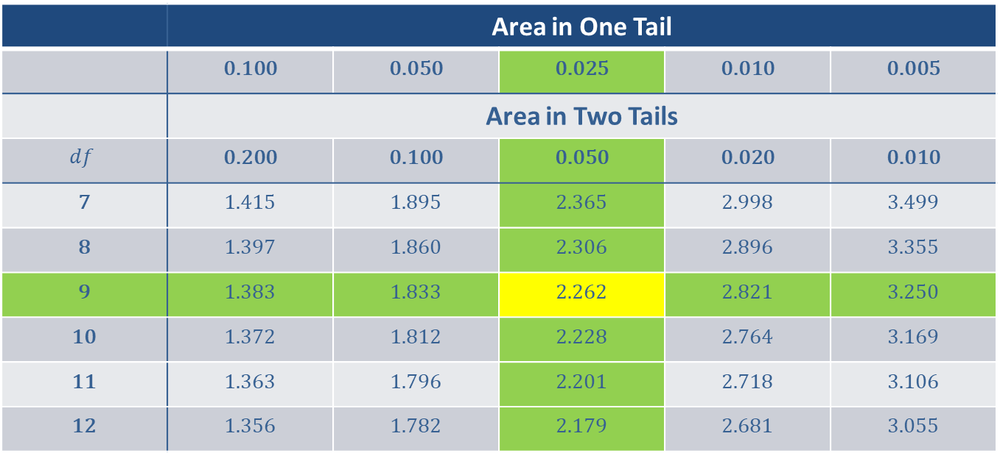 Area in One Tail
0.100 0.050 0.025 0.010 0.005
Area in Two Tails
df 0.200 0.100 0.050 0.020 0.010
7 1.415 1.895 2.365 2.998 3.499
8 1.397 1.860 2.306 2.896 3.355
9 1.383 1.833 2.262 2.821 3.250
10 1.372 1.812 2.228 2.764 3.169
11 1.363 1.796 2.201 2.718 3.106
12 1.356 1.782 2.179 2.681 3.055